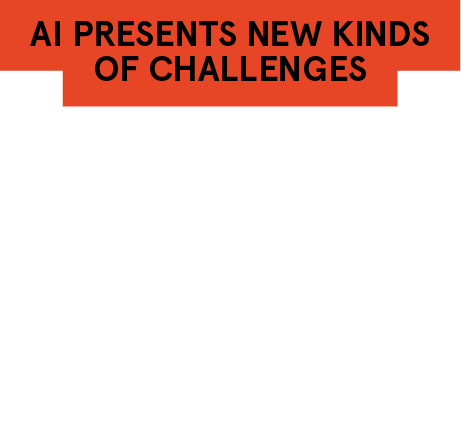 AI PRESENTS NEW KINDS
OF CHALLENGES